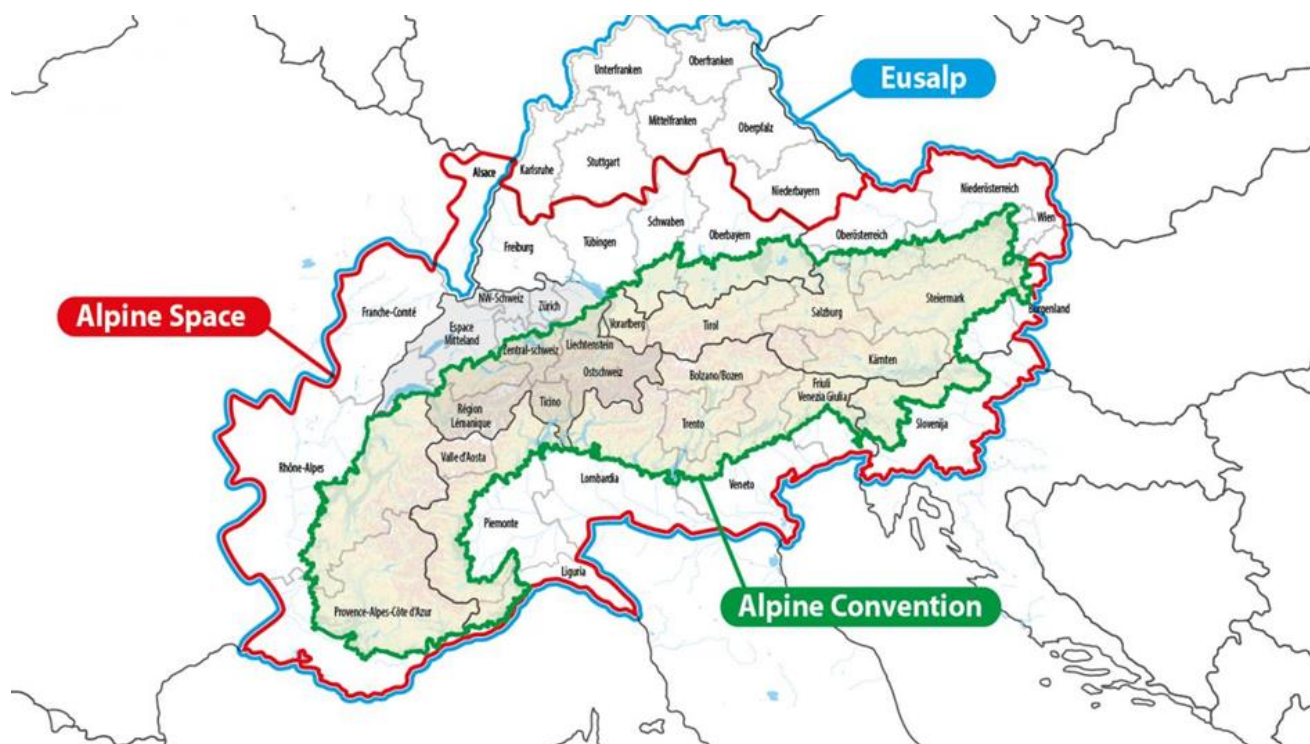 Unterfranken
Oberfranken
Eusalp
Mittelfranken
Oberpfalz
Alsace
Karlsruhe
Stuttgart
Niederbayern
Niederösterreich
Schwaben
Wien
Freiburg
Tübingen
Oberbayern
Oberösterreich
NW-Schweiz
Zürich
Franche-Comté
Steiermark
Burgenland
Alpine Space
Espace
Mitteland
Vorarlberg
Tirol
Salzburg
Zentral-schweiz
Liechtenstein
Ostschweiz
Kärnten
Bolzano/Bozen
Friuli
Venezia Giulia
Région
Lémanique
Ticino
Trento
Slovenija
Valle d'Aosta
Rhône-Alpes
Lombardia
Veneto
Piemonte
Liguria
Provence-Alpes-Côte d'Azur
Alpine Convention